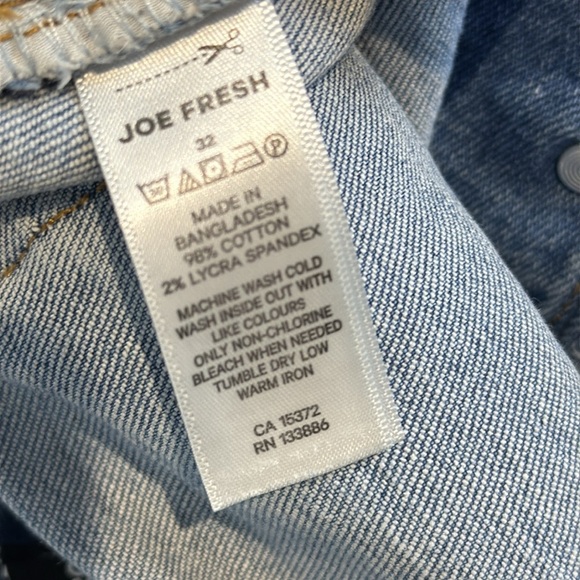 JOE FRESH
32
30 P
MADE IN
BANGLADESH
98% COTTON
2% LYCRA SPANDEX
MACHINE WASH COLD
WASH INSIDE OUT WITH
LIKE COLOURS
ONLY NON-CHLORINE
BLEACH WHEN NEEDED
TUMBLE DRY LOW
WARM IRON
CA 15372
RN 133886